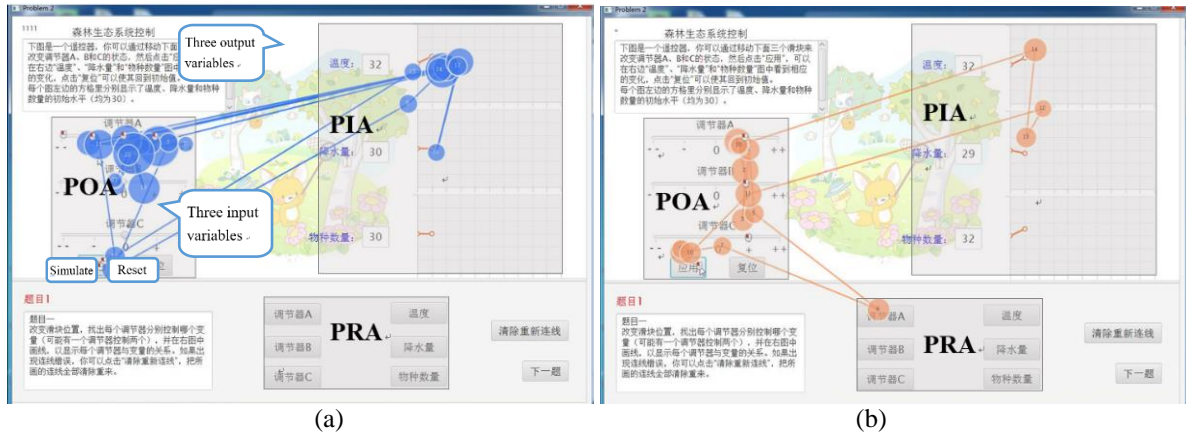 Problem 2
1111
森林生态系统控制
下图是一个遥控器，你可以通过移动下面
改变调节器A、B和C的状态，然后点击"应
在右边"温度"、"降水量"和"物种数量"图
的变化，点击"复位"可以使其回到初始值。
每个图左边的方格里分别显示了温度、降水量和物种
数量的初始水平（均为30）。
Three output
variables
温度： 32
调节器A
PIA
降水量： 30
POA
0
Three input
variables
调节器C
物种数量： 30
Simulate
Reset
题目1
题目一
改变滑块位置，找出每个调节器分别控制哪个变
量（可能有一个调节器控制两个），并在右图中
画线，以显示每个调节器与变量的关系。如果出
现连线错误，你可以点击"清除重新连线"，把所
画的连线全部清除重来。
调节器A
温度
调节器B
PRA
降水量
调节器C
物种数量
清除重新连线
下一题
(a)
Problem 2
森林生态系统控制
下图是一个遥控器，你可以通过移动下面三个滑块来
改变调节器A、B和C的状态，然后点击"应用"，可以
在右边"温度"、"降水量"和"物种数量"图中看到相应
的变化，点击"复位"可以使其回到初始值。
每个图左边的方格里分别显示了温度、降水量和物种
数量的初始水平（均为30）。
温度： 32
调节器A
- - - 0 + ++
PIA
降水量： 29
POA
物种数量： 32
应用
复位
题目1
题目一
改变滑块位置，找出每个调节器分别控制哪个变
量（可能有一个调节器控制两个），并在右图中
画线，以显示每个调节器与变量的关系。如果出
现连线错误，你可以点击"清除重新连线"，把所
画的连线全部清除重来。
温度
调节器B
PRA
降水量
调节器C
物种数量
清除重新连线
下一题
(b)